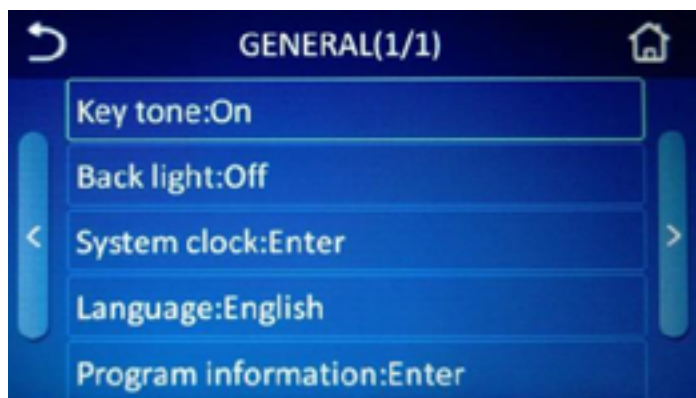 GENERAL(1/1)
Key tone:On
Back light:Off
System clock:Enter
Language:English
Program information:Enter